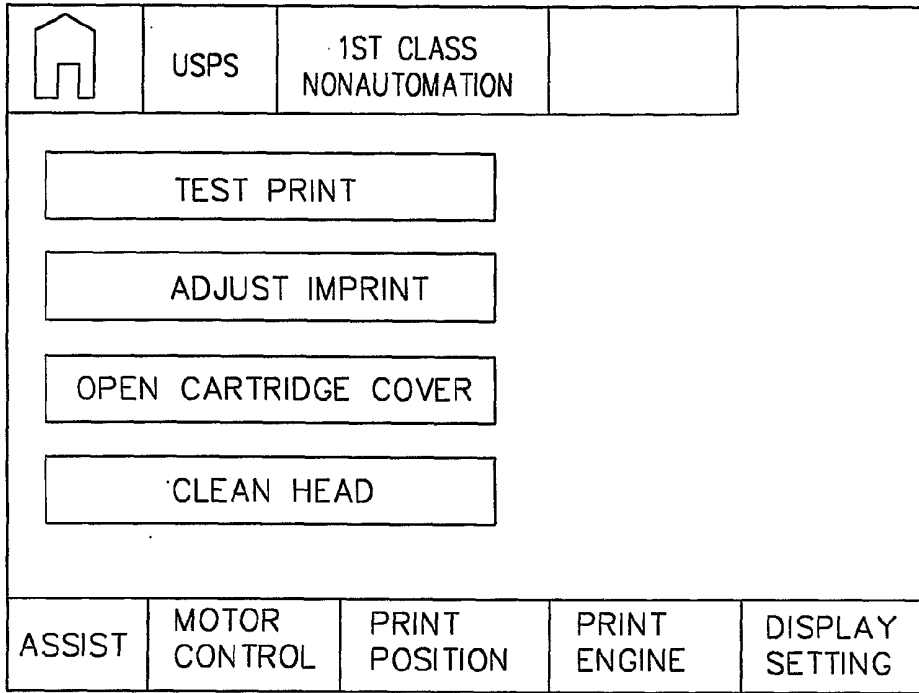 USPS
1ST CLASS
NONAUTOMATION
TEST PRINT
ADJUST IMPRINT
OPEN CARTRIDGE COVER
CLEAN HEAD
ASSIST
MOTOR
CONTROL
PRINT
POSITION
PRINT
ENGINE
DISPLAY
SETTING